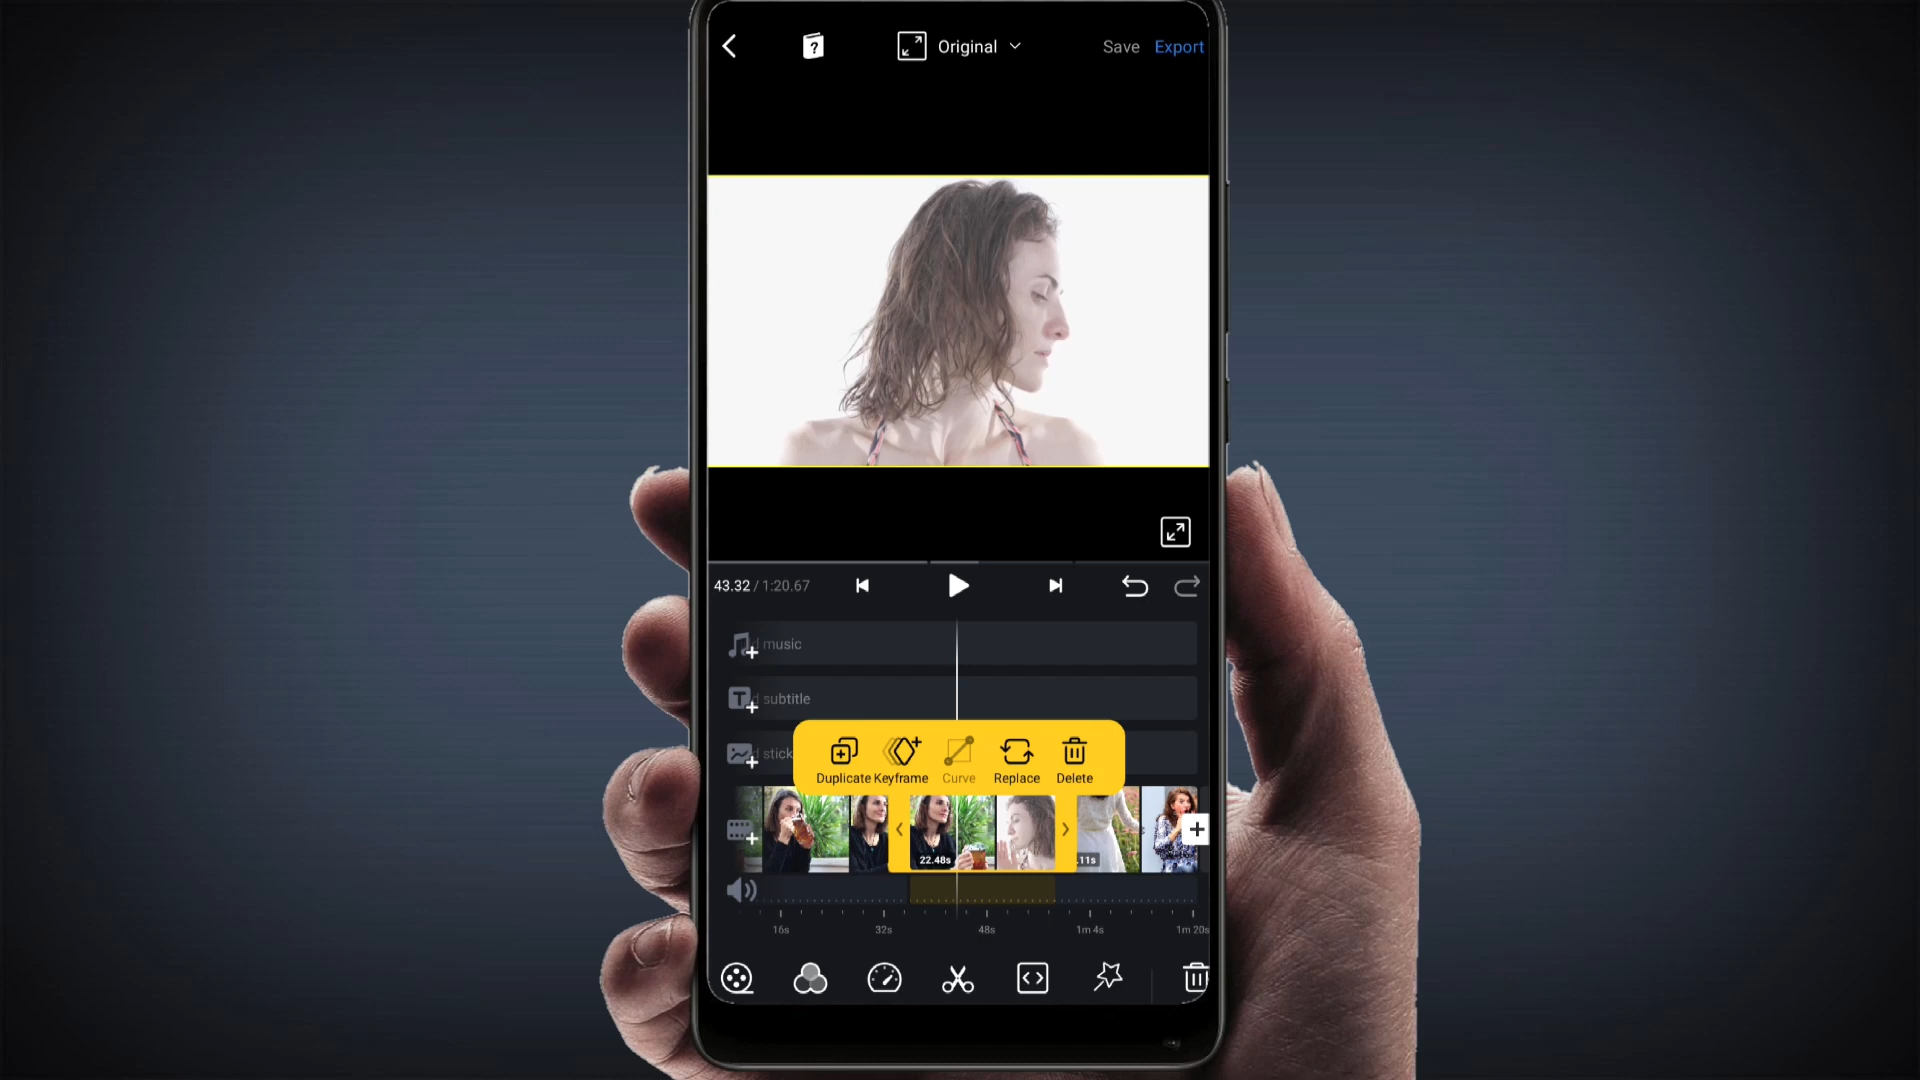 ?
Original
Save Export
43.32 / 1:20.67
d music
T d subtitle
d stick
Duplicate Keyframe Curve Replace Delete
22.48s
.11s
16s 32s 48s 1m 4s 1m 20s